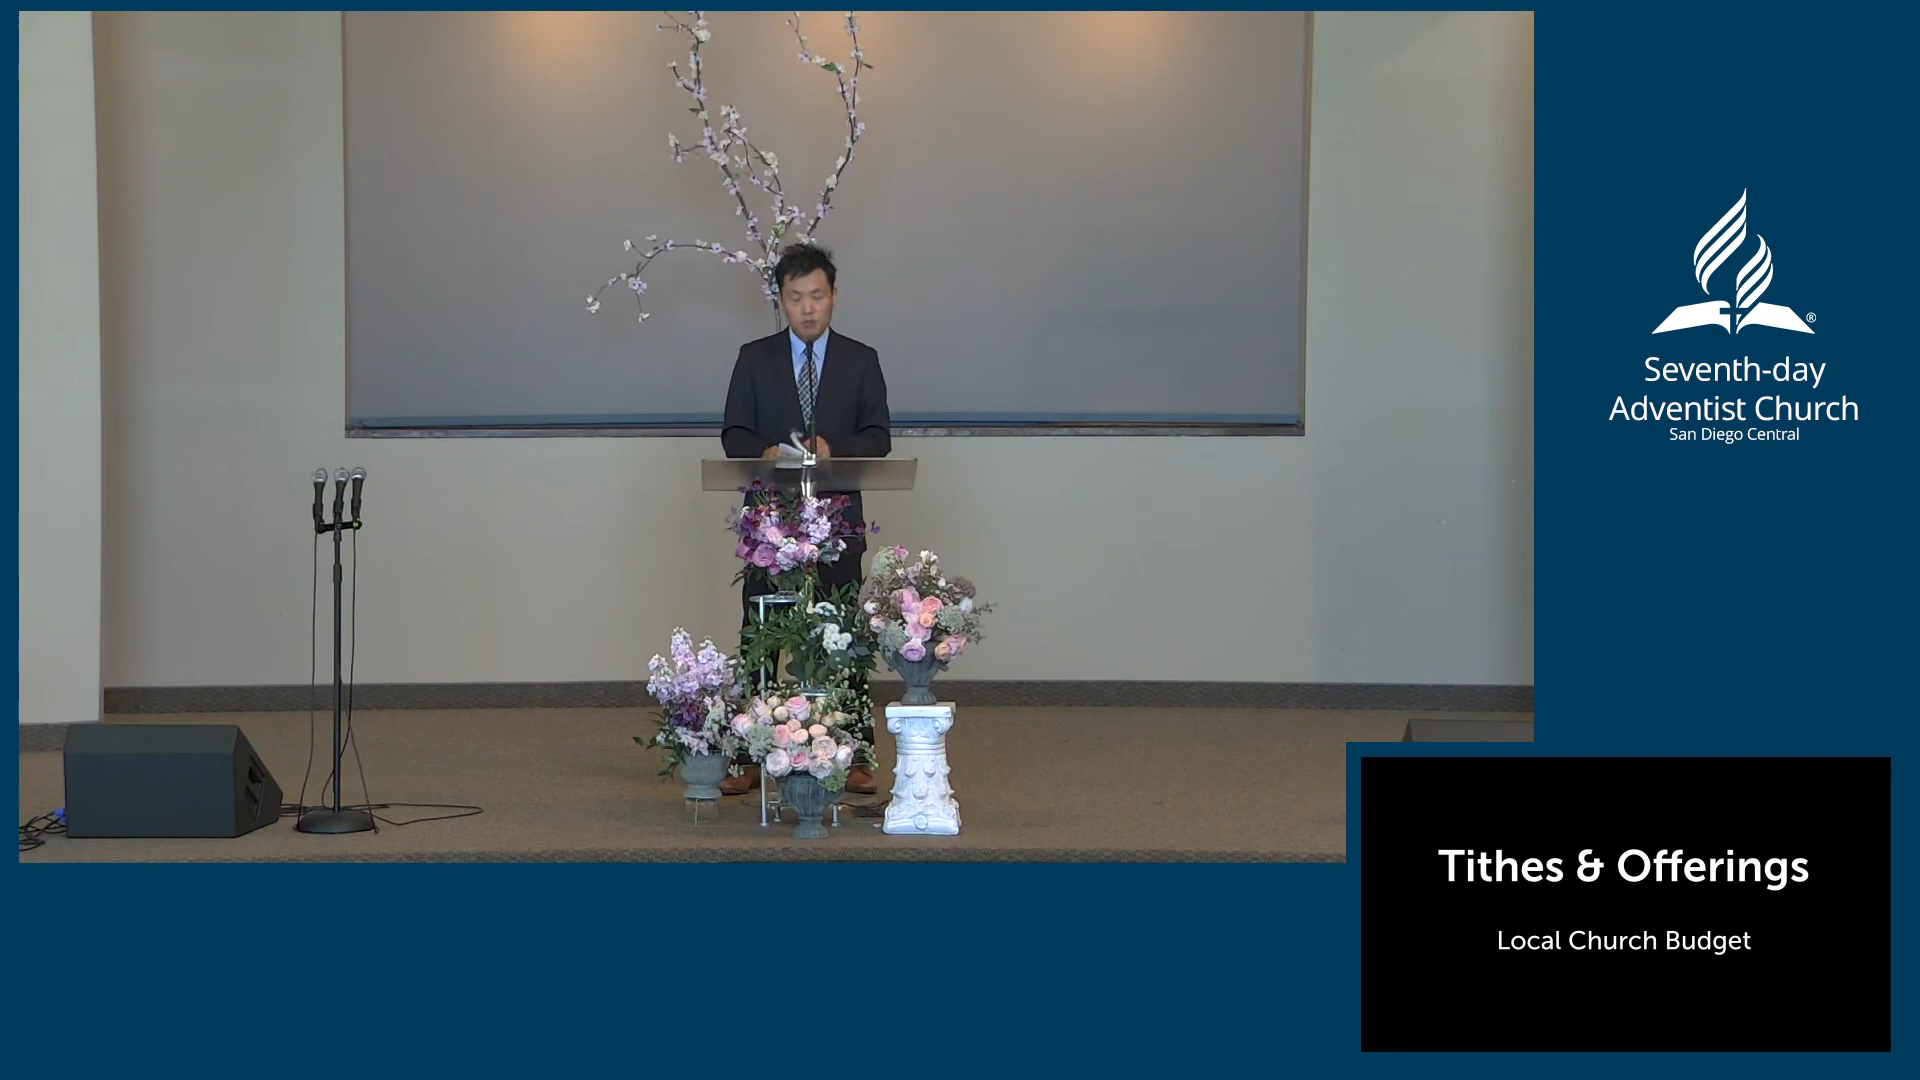 Seventh-day
Adventist Church
San Diego Central
Tithes & Offerings
Local Church Budget